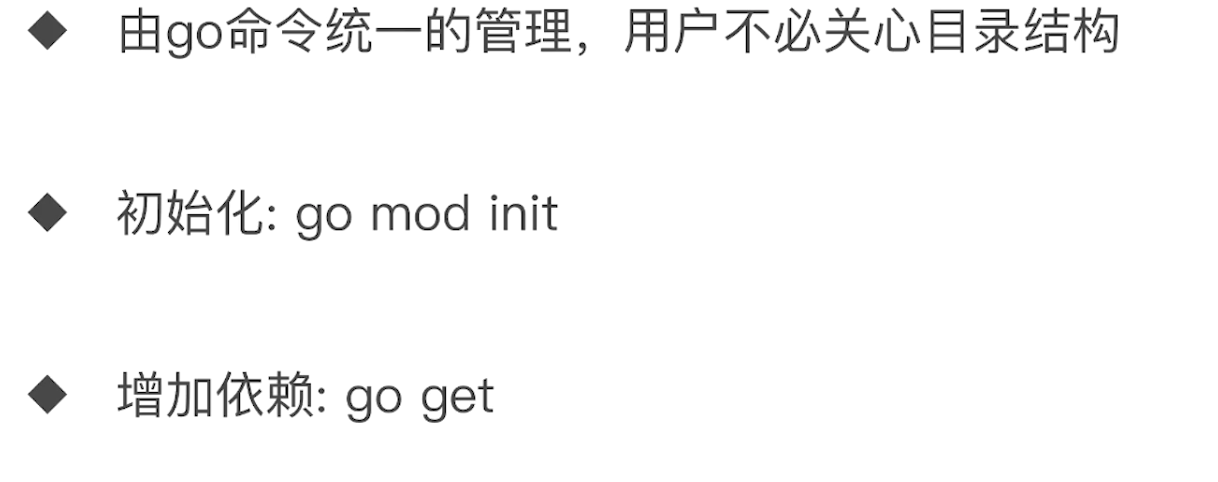 ◆ 由go命令统一的管理，用户不必关心目录结构
◆ 初始化: go mod init
◆ 增加依赖: go get